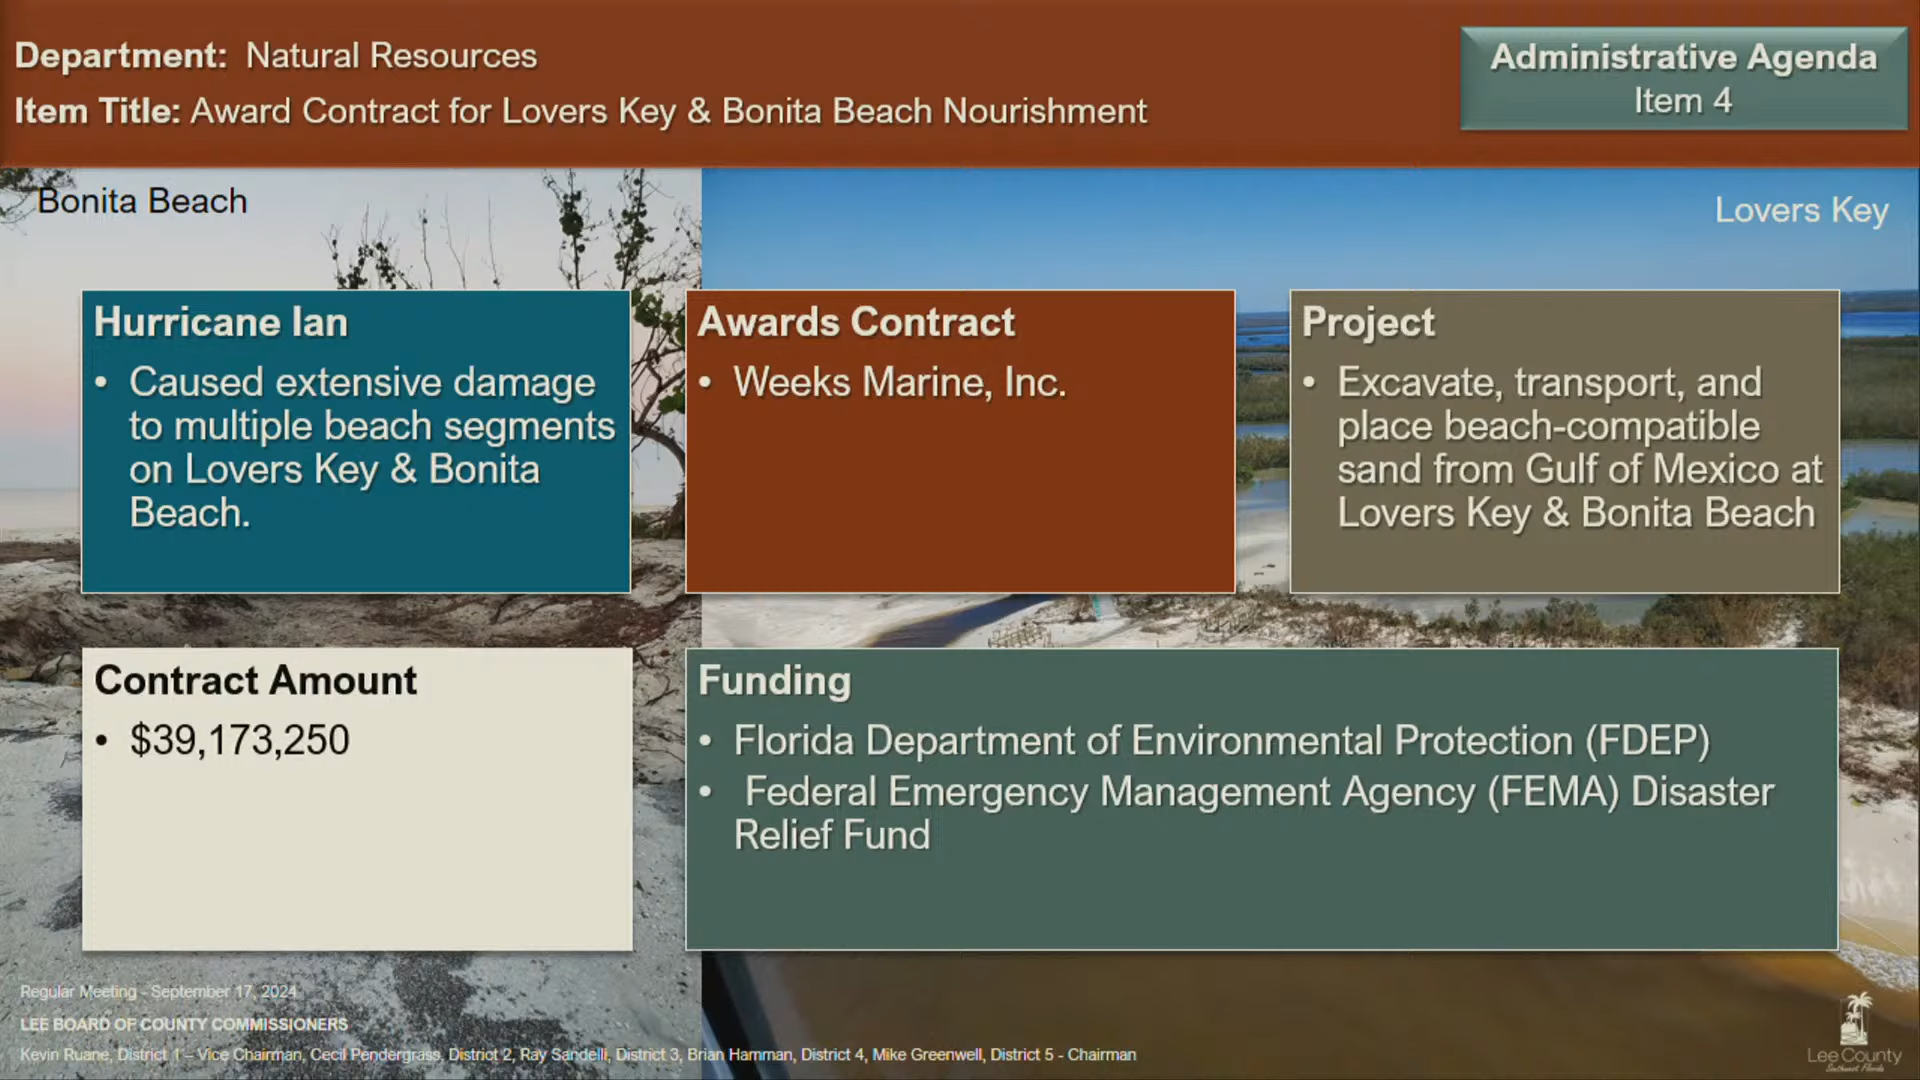 Department: Natural Resources
Item Title: Award Contract for Lovers Key & Bonita Beach Nourishment
Administrative Agenda
Item 4
Bonita Beach
Lovers Key
Hurricane Ian
• Caused extensive damage
to multiple beach segments
on Lovers Key & Bonita
Beach.
Awards Contract
• Weeks Marine, Inc.
Project
• Excavate, transport, and
place beach-compatible
sand from Gulf of Mexico at
Lovers Key & Bonita Beach
Contract Amount
• $39,173,250
Funding
• Florida Department of Environmental Protection (FDEP)
• Federal Emergency Management Agency (FEMA) Disaster
Relief Fund
Regular Meeting - September 17, 2024
LEE BOARD OF COUNTY COMMISSIONERS
Kevin Ruane, District 1 – Vice Chairman, Cecil Pendergrass, District 2, Ray Sandelli, District 3, Brian Hamman, District 4, Mike Greenwell, District 5 - Chairman
Lee County
Southwest Florida